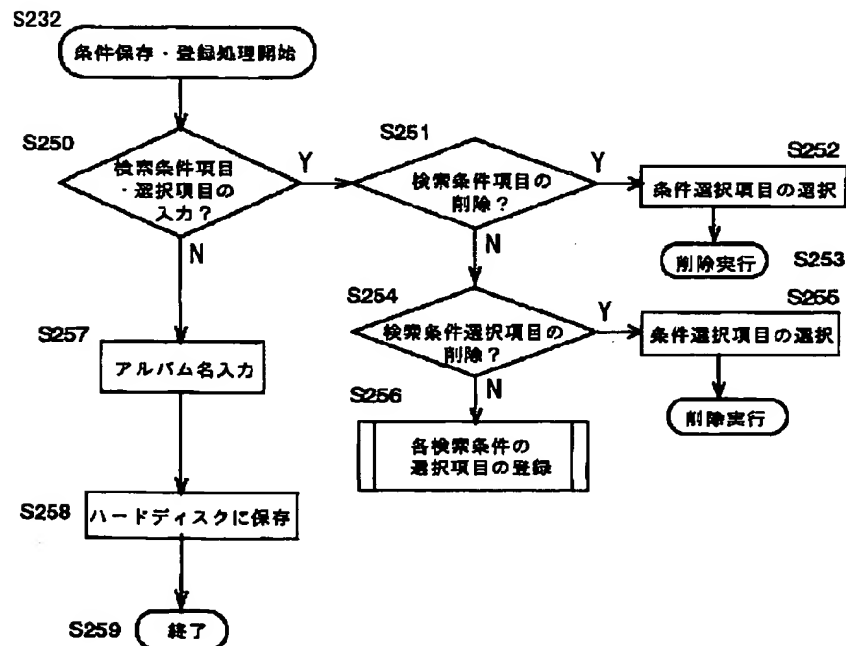 S232
条件保存・登録処理開始
S250
検索条件項目
・選択項目の
入力？
Y
N
S251
検索条件項目の
削除？
Y
N
S252
条件選択項目の選択
削除実行
S253
S254
検索条件選択項目の
削除？
Y
N
S255
条件選択項目の選択
削除実行
S256
各検索条件の
選択項目の登録
S257
アルバム名入力
S258
ハードディスクに保存
S259
終了